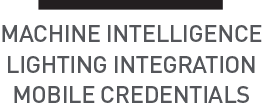 MACHINE INTELLIGENCE
LIGHTING INTEGRATION
MOBILE CREDENTIALS